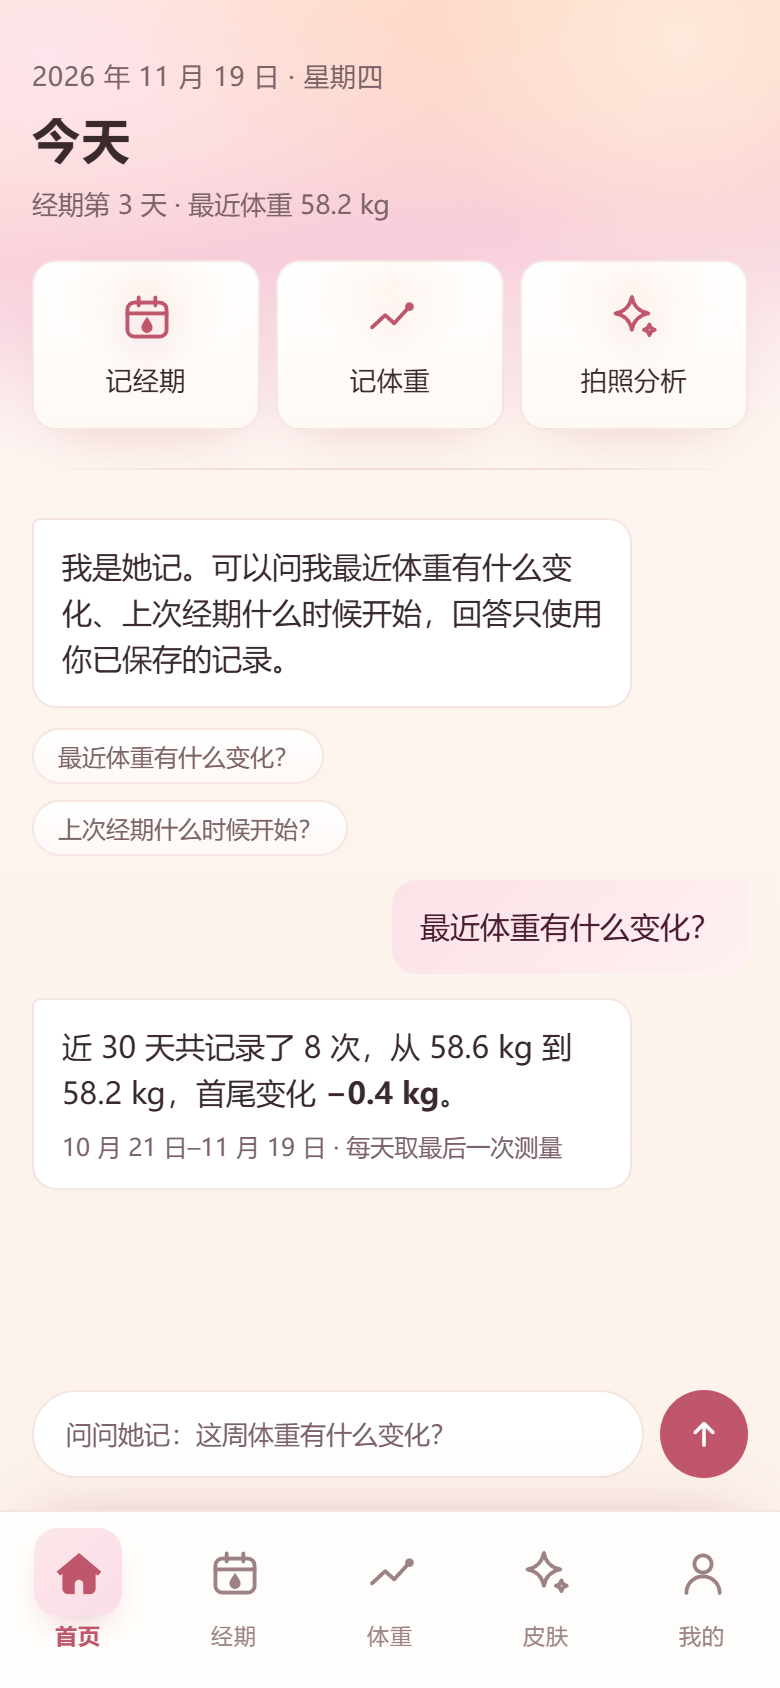 2026 年 11 月 19 日 · 星期四
今天
经期第 3 天 · 最近体重 58.2 kg
记经期
记体重
拍照分析
我是她记。可以问我最近体重有什么变
化、上次经期什么时候开始，回答只使用
你已保存的记录。
最近体重有什么变化？
上次经期什么时候开始？
最近体重有什么变化？
近 30 天共记录了 8 次，从 58.6 kg 到
58.2 kg，首尾变化 −0.4 kg。
10 月 21 日–11 月 19 日 · 每天取最后一次测量
问问她记：这周体重有什么变化？
首页
经期
体重
皮肤
我的